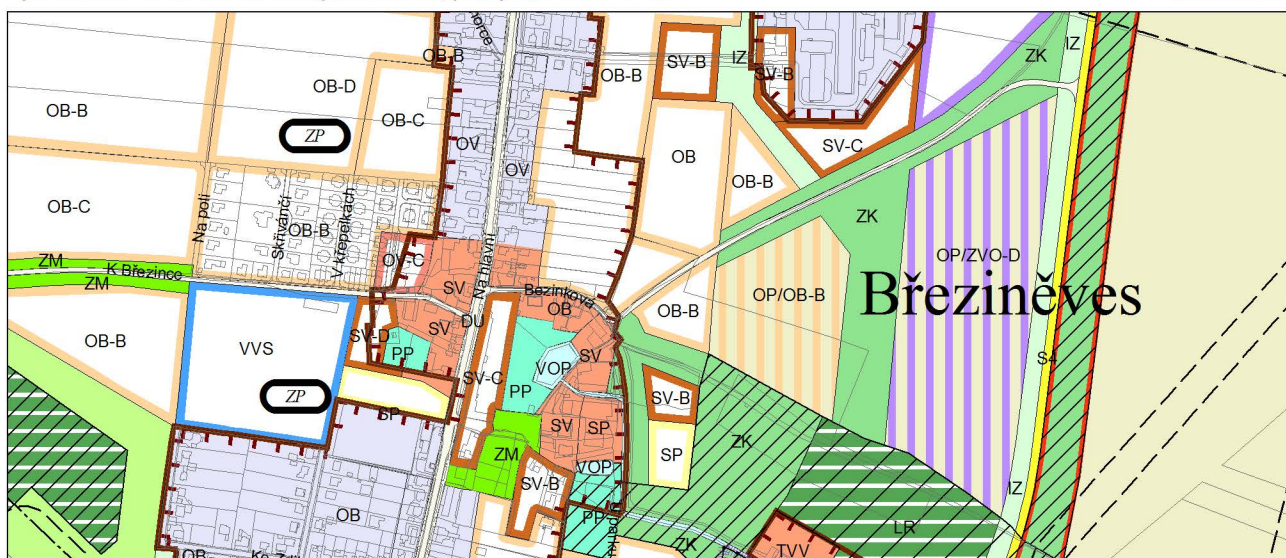 OB-B
OB-D
ZP
OB-C
OB-B
OV
OV
OB-B
SV-B
IZ
SV-B
ZK
IZ
SV-C
OB
OB-B
ZK
OP/ZVO-D
OB-C
Na poli
Skřivánčí
OB-B
V křepelkách
OV-C
SV
Na hlavní
ZM
ZM
K Březince
OP/OB-B
Březiněves
OB-B
Bezinková
OB
OB-B
VVS
SV-D
SV
DU
PP
SV-C
PP
VOP
SV
S4
ZP
SP
SV-B
SV
SP
ZK
SP
ZM
VOP
SV-B
IZ
OB
PP
LR
ZK
TVV
OB